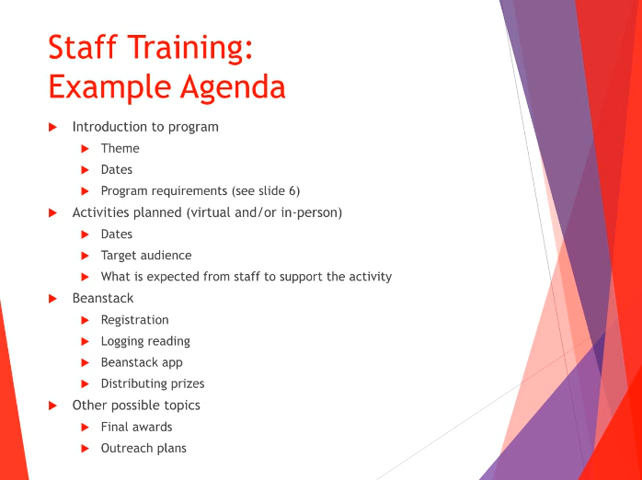 Staff Training:
Example Agenda
Introduction to program
Theme
Dates
Program requirements (see slide 6)
Activities planned (virtual and/or in-person)
Dates
Target audience
What is expected from staff to support the activity
Beanstack
Registration
Logging reading
Beanstack app
Distributing prizes
Other possible topics
Final awards
Outreach plans